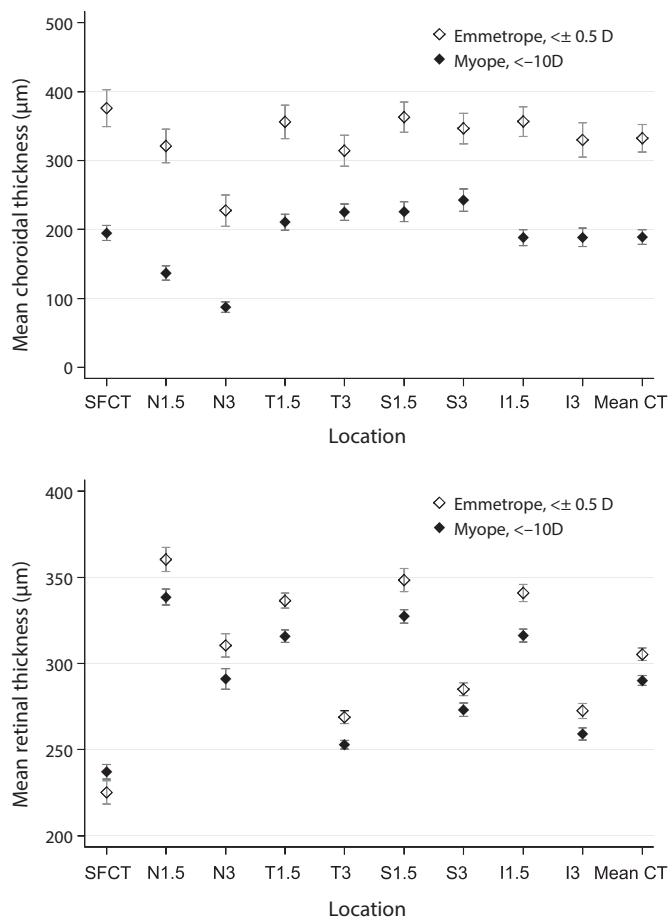 500
400
300
200
100
0
Mean choroidal thickness (μm)
Emmetrope, <± 0.5 D
Myope, <–10D
SFCT N1.5 N3 T1.5 T3 S1.5 S3 I1.5 I3 Mean CT
Location
400
350
300
250
200
Mean retinal thickness (μm)
Emmetrope, <± 0.5 D
Myope, <–10D
SFCT N1.5 N3 T1.5 T3 S1.5 S3 I1.5 I3 Mean CT
Location